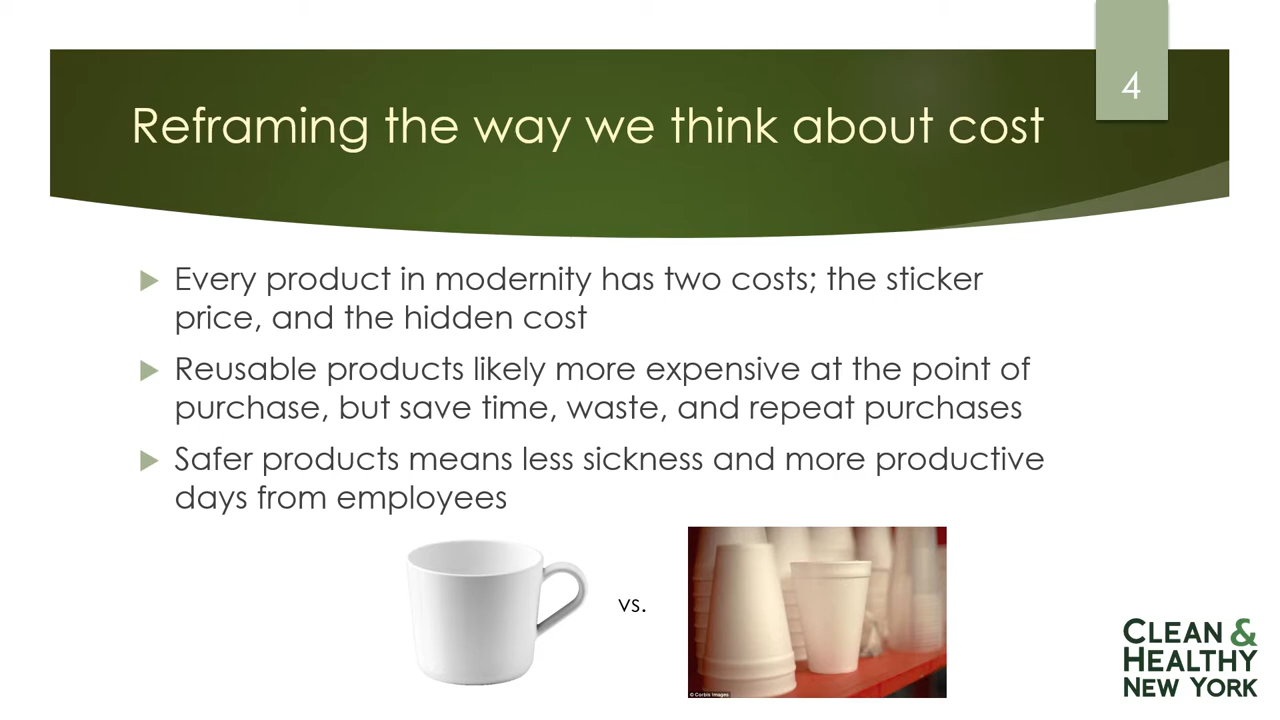 4
Reframing the way we think about cost
Every product in modernity has two costs; the sticker
price, and the hidden cost
Reusable products likely more expensive at the point of
purchase, but save time, waste, and repeat purchases
Safer products means less sickness and more productive
days from employees
vs.
© Corbis Images
CLEAN &
HEALTHY
NEW YORK